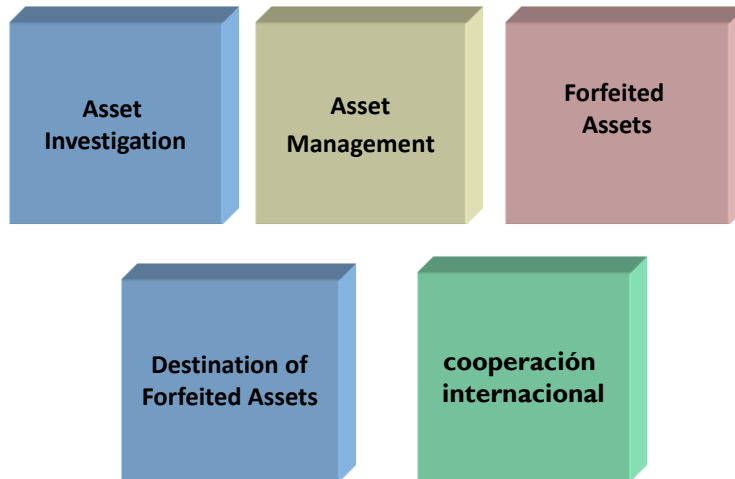 Asset
Investigation
Asset
Management
Forfeited
Assets
Destination of
Forfeited Assets
cooperación
internacional